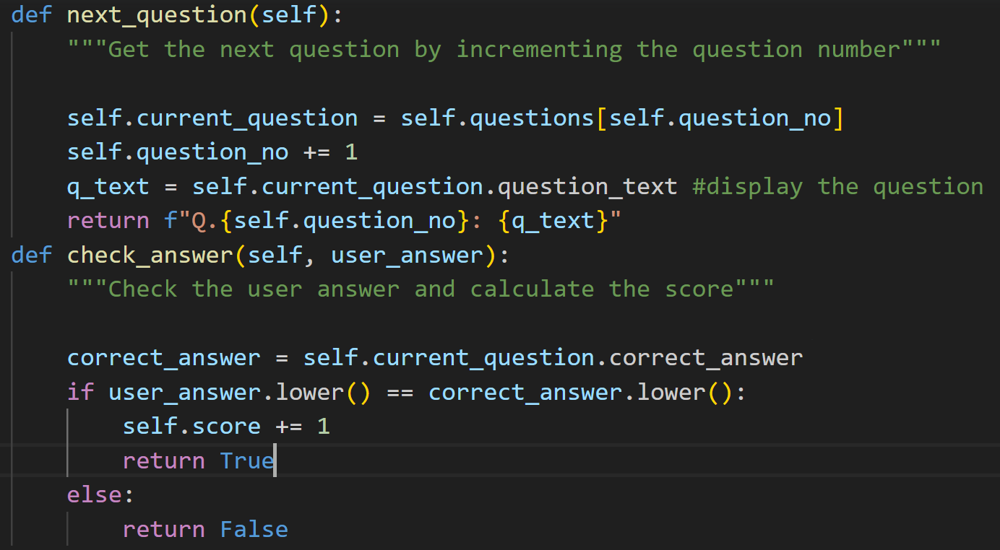 def next_question(self):
    """Get the next question by incrementing the question number"""

    self.current_question = self.questions[self.question_no]
    self.question_no += 1
    q_text = self.current_question.question_text #display the question
    return f"Q.{self.question_no}: {q_text}"
def check_answer(self, user_answer):
    """Check the user answer and calculate the score"""

    correct_answer = self.current_question.correct_answer
    if user_answer.lower() == correct_answer.lower():
        self.score += 1
        return True
    else:
        return False